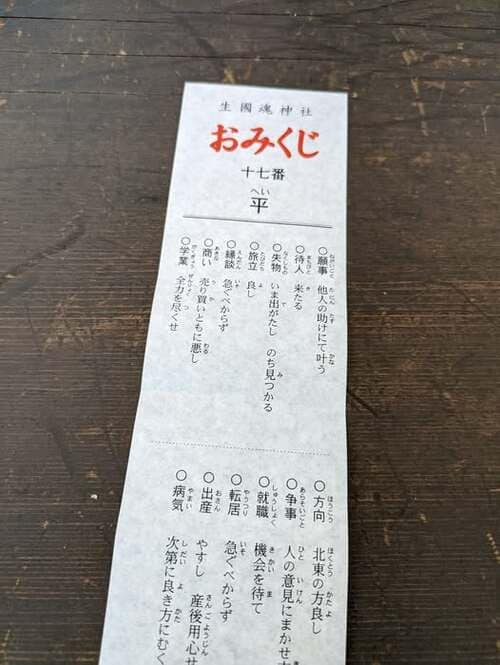 生國魂神社
おみくじ
十七番
へい
平
○願事 他人の助けにて叶う
○待人 来たる
○失物 いま出がたし のち見つかる
○旅立 良し
○縁談 急ぐべからず
○商い 売り買いともに悪し
○学業 全力を尽くせ
○方向 北東の方良し
○争事 人の意見にまかせ
○就職 機会を待て
○転居 急ぐべからず
○出産 やすし 産後用心せ
○病気 次第に良き方にむく